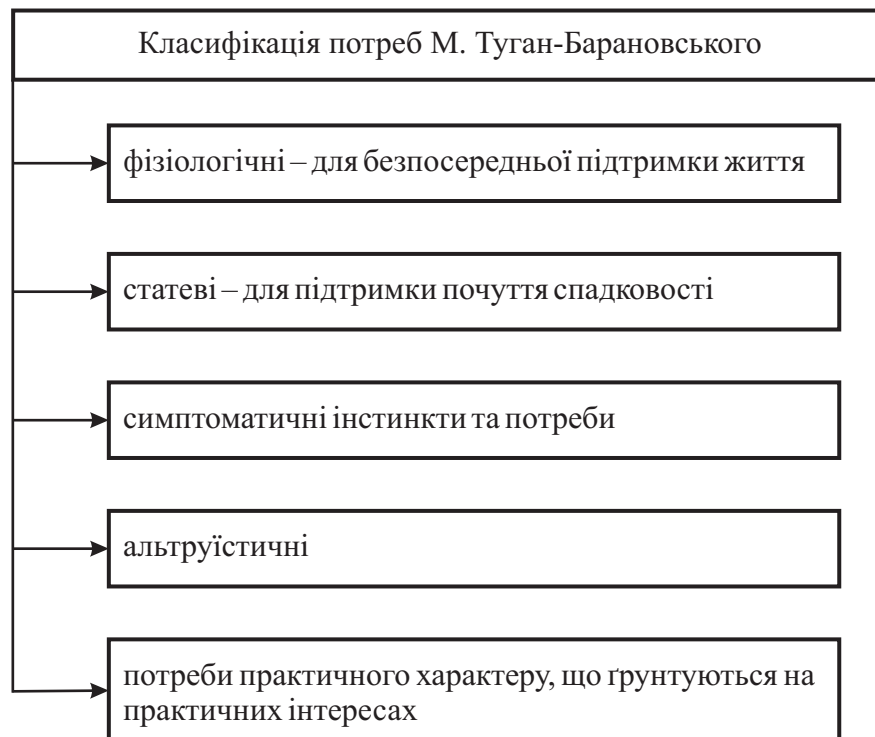 Класифікація потреб М. Туган-Барановського
фізіологічні – для безпосередньої підтримки життя
статеві – для підтримки почуття спадковості
симптоматичні інстинкти та потреби
альтруїстичні
потреби практичного характеру, що ґрунтуються на
практичних інтересах